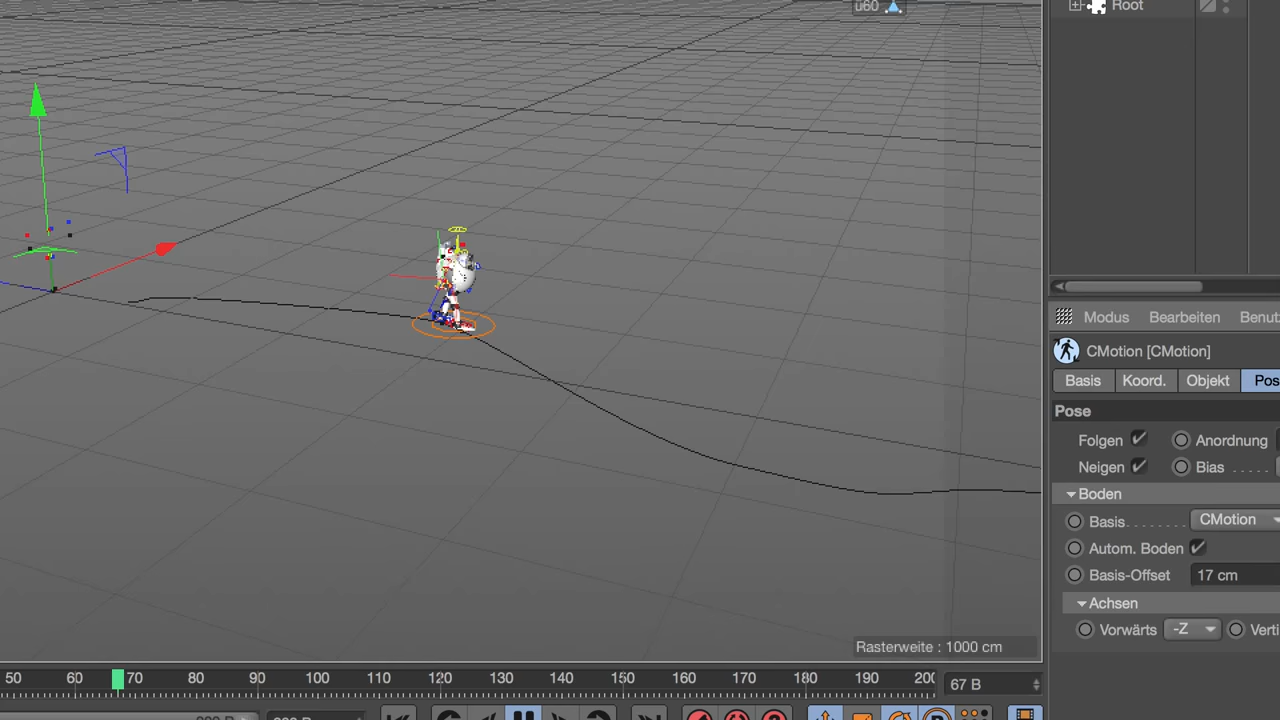 Root
Modus Bearbeiten Benut
CMotion [CMotion]
Basis Koord. Objekt Pos
Pose
Folgen Anordnung
Neigen Bias
Boden
Basis CMotion
Autom. Boden
Basis-Offset 17 cm
Achsen
Vorwärts -Z Verti
Rasterweite : 1000 cm
50 60 70 80 90 100 110 120 130 140 150 160 170 180 190 200 67 B